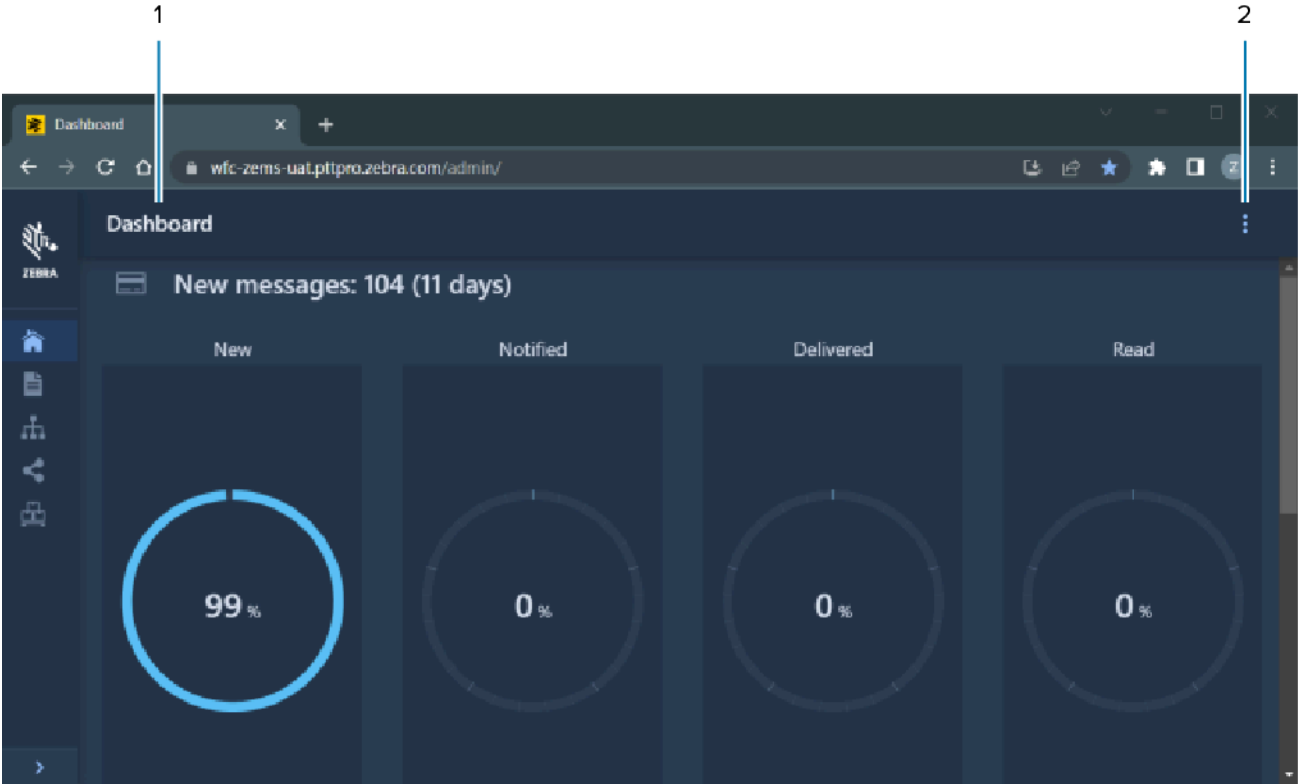 1 2
Dashboard
wfc-zems-uat.pttpro.zebra.com/admin/
Z
Dashboard
ZEBRA
New messages: 104 (11 days)
New Notified Delivered Read
99 % 0 % 0 % 0 %